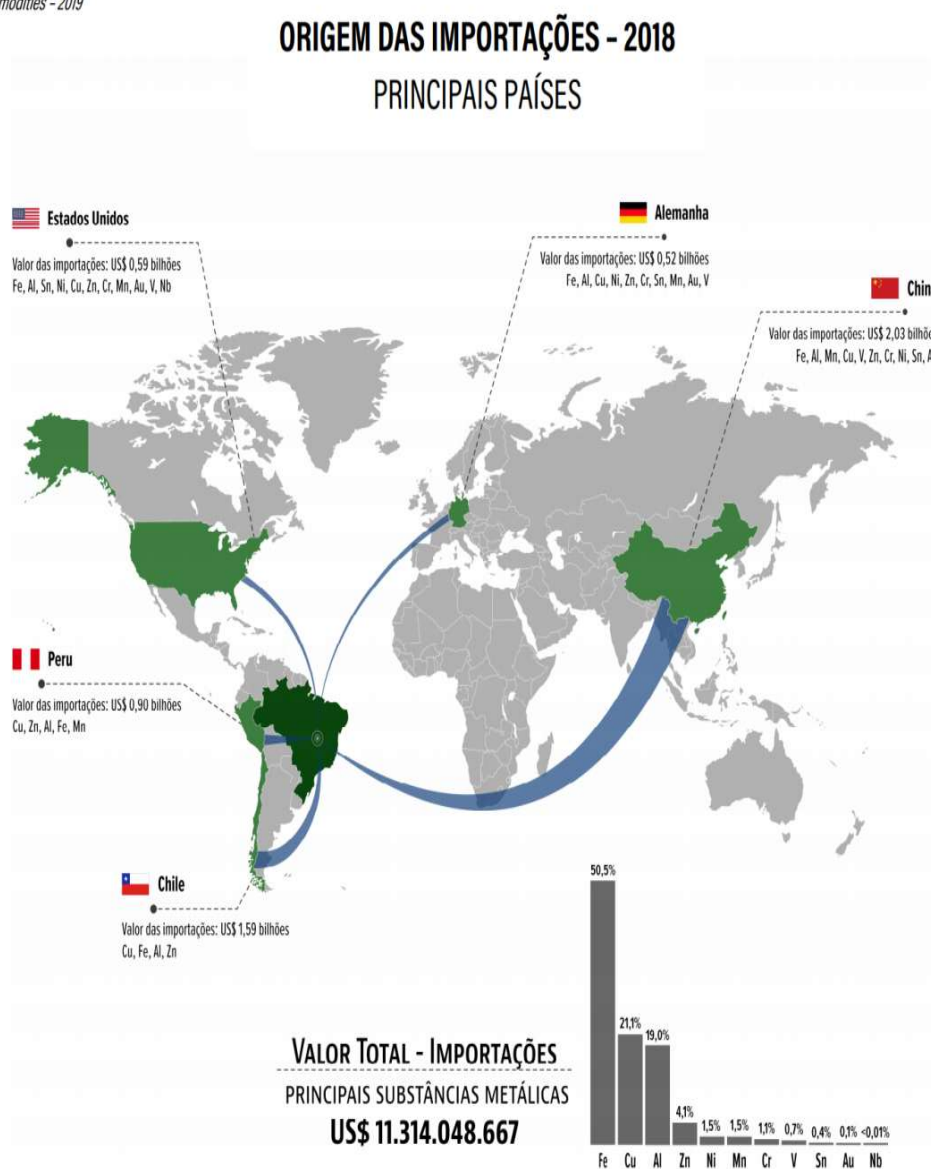 – 2019
ORIGEM DAS IMPORTAÇÕES – 2018
PRINCIPAIS PAÍSES
Estados Unidos
Valor das importações: US$ 0,59 bilhões
Fe, Al, Sn, Ni, Cu, Zn, Cr, Mn, Au, V, Nb
Alemanha
Valor das importações: US$ 0,52 bilhões
Fe, Al, Cu, Ni, Zn, Cr, Sn, Mn, Au, V
Valor das importações: US$ 2,03
Fe, Al, Mn, Cu, V, Zn, Cr, Ni, Sn,
Peru
Valor das importações: US$ 0,90 bilhões
Cu, Zn, Al, Fe, Mn
Chile
Valor das importações: US$ 1,59 bilhões
Cu, Fe, Al, Zn
VALOR TOTAL - IMPORTAÇÕES
PRINCIPAIS SUBSTÂNCIAS METÁLICAS
US$ 11.314.048.667
50,5% 21,1% 19,0% 4,1% 1,5% 1,5% 1,1% 0,7% 0,4% 0,1% <0,01%
Fe Cu Al Zn Ni Mn Cr V Sn Au Nb